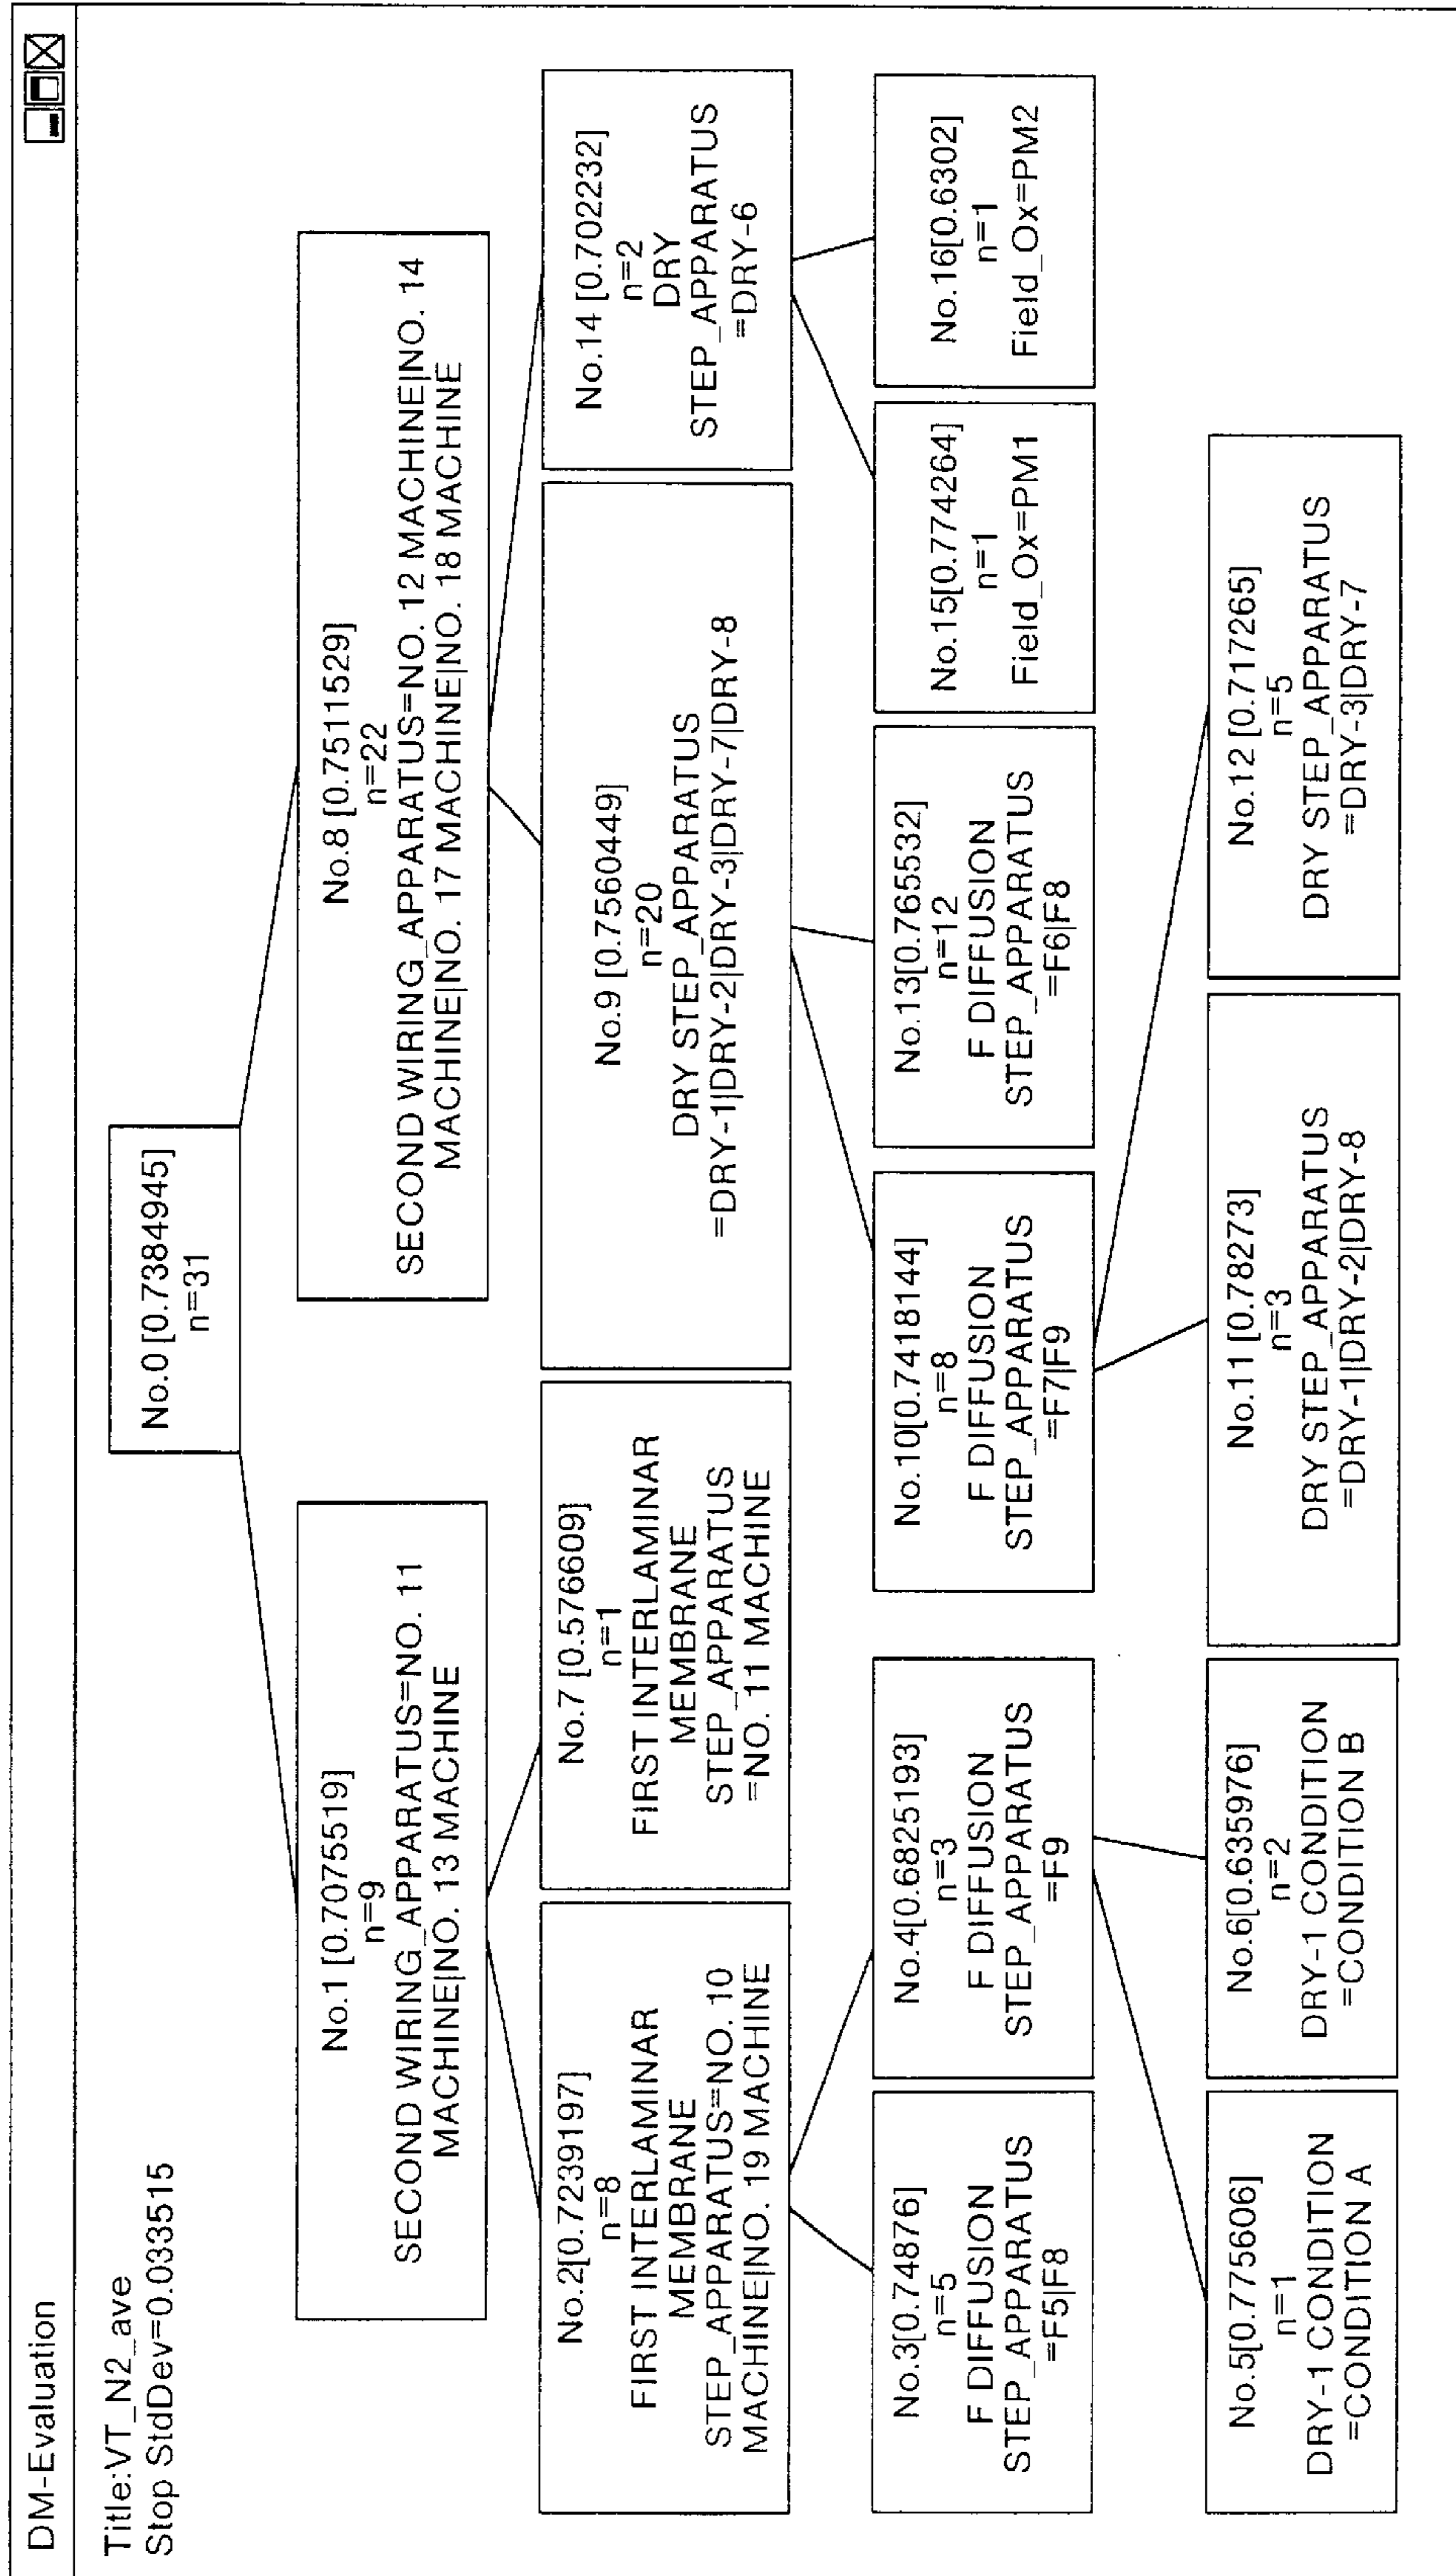 DM-Evaluation
Title:VT_N2_ave
Stop StdDev=0.033515
No.0 [0.7384945]
n=31
No.1 [0.7075519]
n=9
SECOND WIRING_APPARATUS=NO. 11
MACHINE|NO. 13 MACHINE
No.8 [0.7511529]
n=22
SECOND WIRING_APPARATUS=NO. 12 MACHINE|NO. 14
MACHINE|NO. 17 MACHINE|NO. 18 MACHINE
No.2[0.7239197]
n=8
FIRST INTERLAMINAR
MEMBRANE
STEP_APPARATUS=NO. 10
MACHINE|NO. 19 MACHINE
No.7 [0.576609]
n=1
FIRST INTERLAMINAR
MEMBRANE
STEP_APPARATUS
=NO. 11 MACHINE
No.9 [0.7560449]
n=20
DRY STEP_APPARATUS
=DRY-1|DRY-2|DRY-3|DRY-7|DRY-8
No.14 [0.702232]
n=2
DRY
STEP_APPARATUS
=DRY-6
No.3[0.74876]
n=5
F DIFFUSION
STEP_APPARATUS
=F5|F8
No.4[0.6825193]
n=3
F DIFFUSION
STEP_APPARATUS
=F9
No.10[0.7418144]
n=8
F DIFFUSION
STEP_APPARATUS
=F7|F9
No.13[0.765532]
n=12
F DIFFUSION
STEP_APPARATUS
=F6|F8
No.15[0.774264]
n=1
Field_Ox=PM1
No.16[0.6302]
n=1
Field_Ox=PM2
No.5[0.775606]
n=1
DRY-1 CONDITION
=CONDITION A
No.6[0.635976]
n=2
DRY-1 CONDITION
=CONDITION B
No.11 [0.78273]
n=3
DRY STEP_APPARATUS
=DRY-1|DRY-2|DRY-8
No.12 [0.717265]
n=5
DRY STEP_APPARATUS
=DRY-3|DRY-7